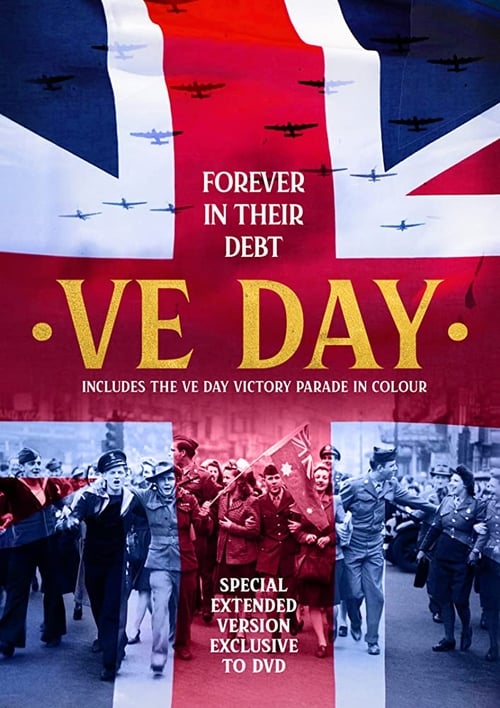 FOREVER
IN THEIR
DEBT
· VE DAY ·
INCLUDES THE VE DAY VICTORY PARADE IN COLOUR
SPECIAL
EXTENDED
VERSION
EXCLUSIVE
TO DVD